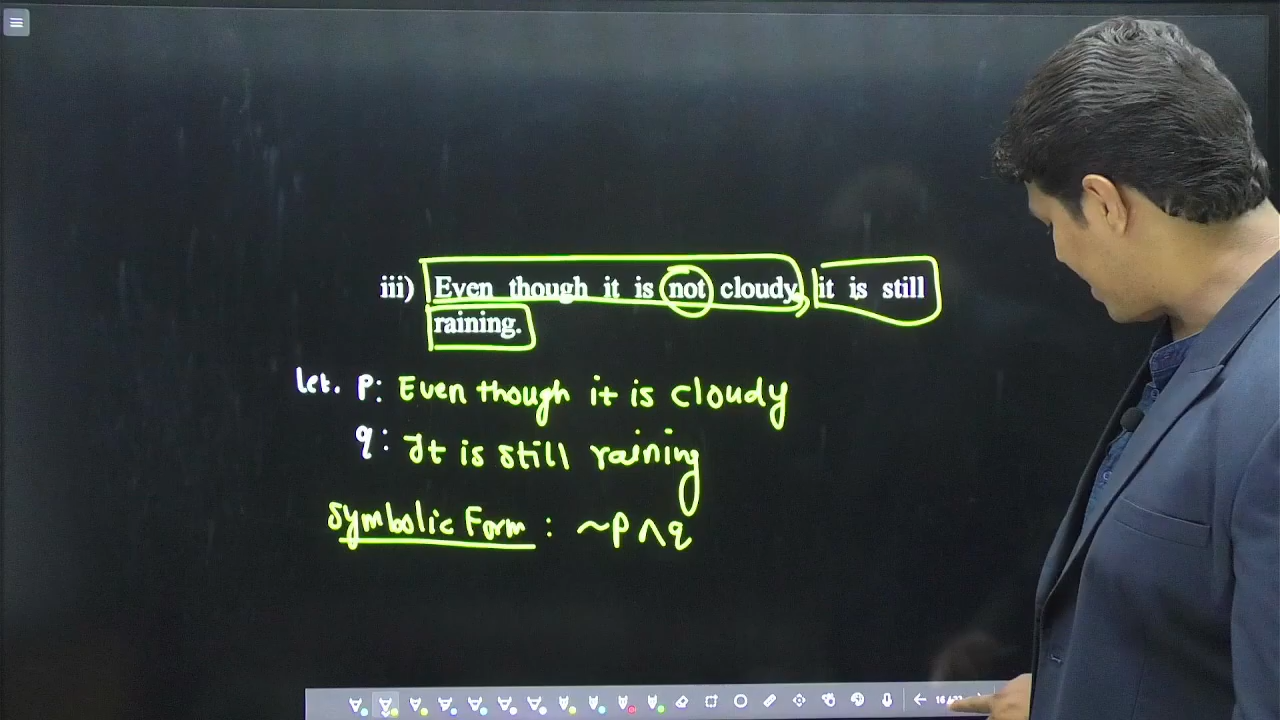 iii) Even though it is not cloudy, it is still
raining.
Let. p: Even though it is cloudy
q: It is still raining
Symbolic Form : ~p ∧ q